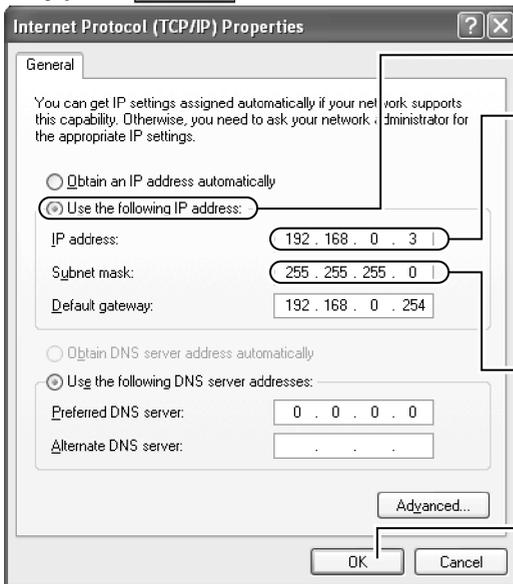 Internet Protocol (TCP/IP) Properties
General
You can get IP settings assigned automatically if your network supports
this capability. Otherwise, you need to ask your network administrator for
the appropriate IP settings.
Obtain an IP address automatically
Use the following IP address:
IP address: 192 . 168 . 0 . 3
Subnet mask: 255 . 255 . 255 . 0
Default gateway: 192 . 168 . 0 . 254
Obtain DNS server address automatically
Use the following DNS server addresses:
Preferred DNS server: 0 . 0 . 0 . 0
Alternate DNS server: . . .
Advanced...
OK Cancel